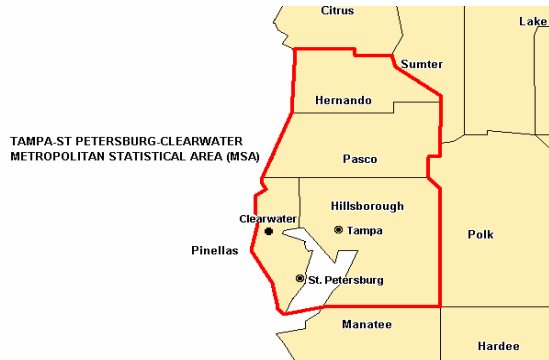 Citrus
Lake
Sumter
Hernando
TAMPA-ST PETERSBURG-CLEARWATER
METROPOLITAN STATISTICAL AREA (MSA)
Pasco
Hillsborough
Clearwater
Tampa
Polk
Pinellas
St. Petersburg
Manatee
Hardee